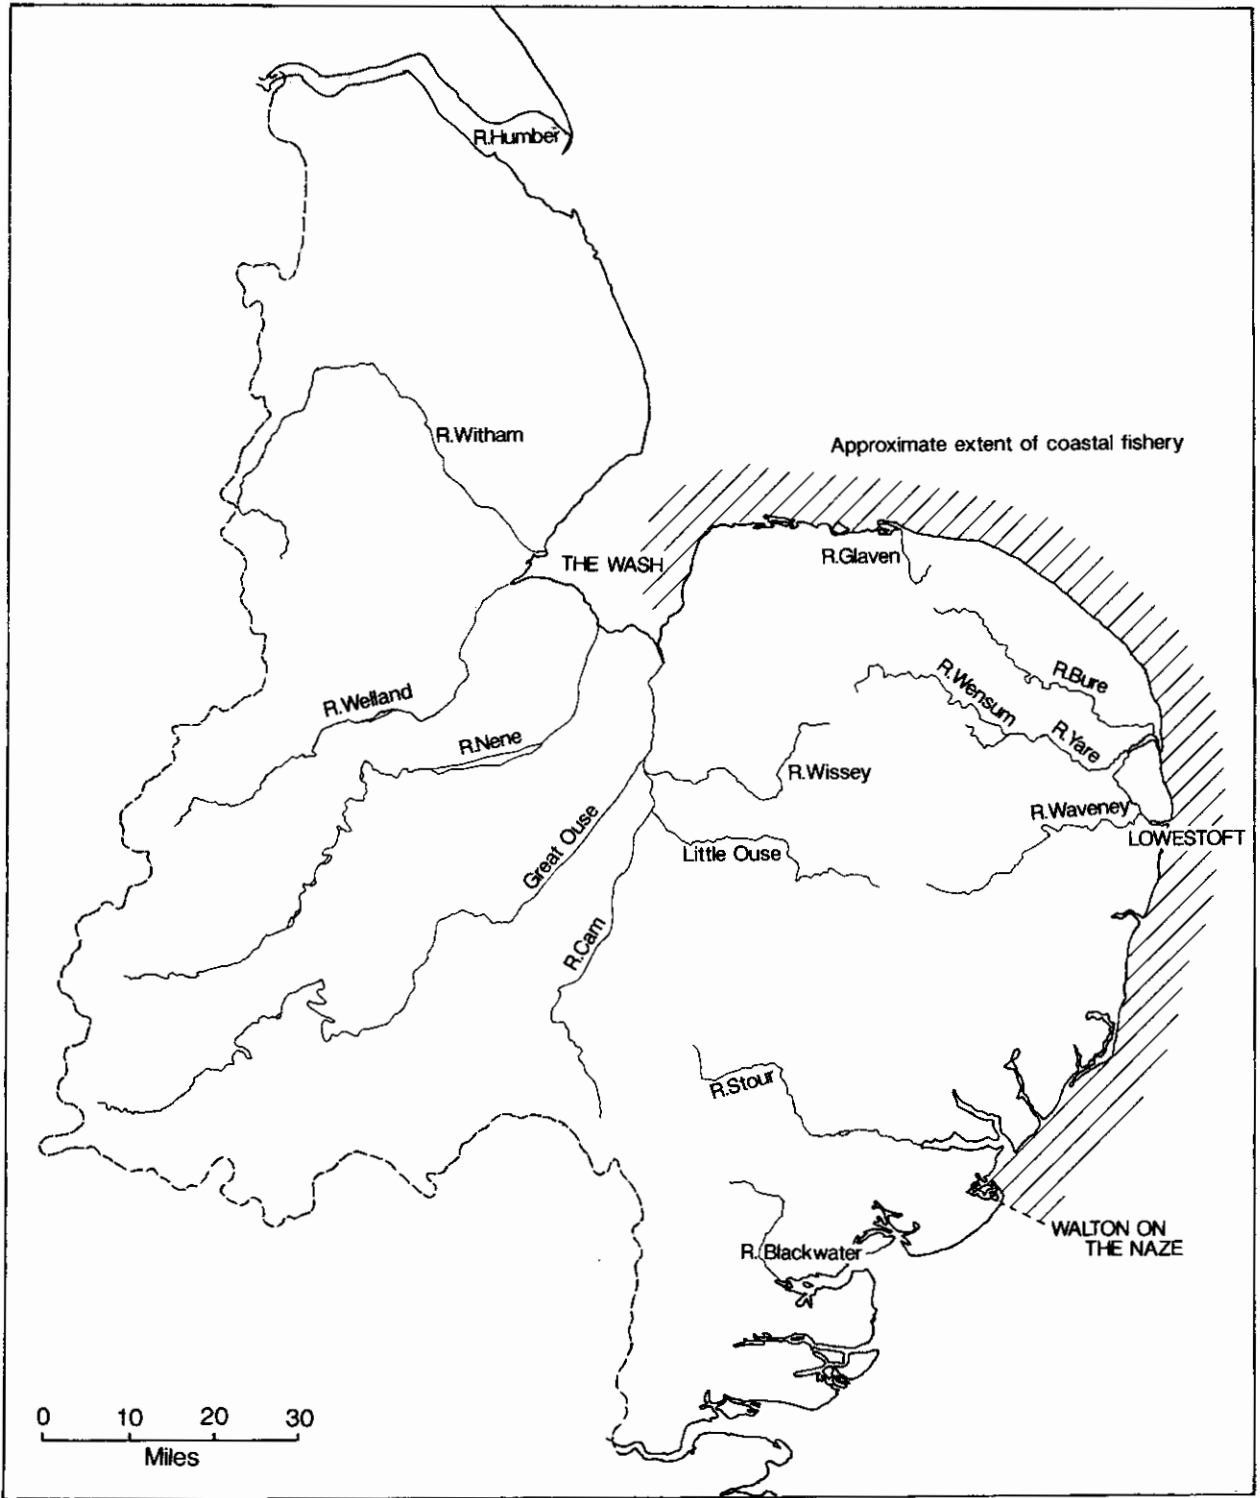 R.Humber
R.Witham
Approximate extent of coastal fishery
THE WASH
R.Glaven
R.Welland
R.Nene
R.Bure
R.Wensum
R.Yare
R.Wissey
R.Waveney
LOWESTOFT
Great Ouse
Little Ouse
R.Cam
R.Stour
WALTON ON
THE NAZE
R.Blackwater
0 10 20 30
Miles